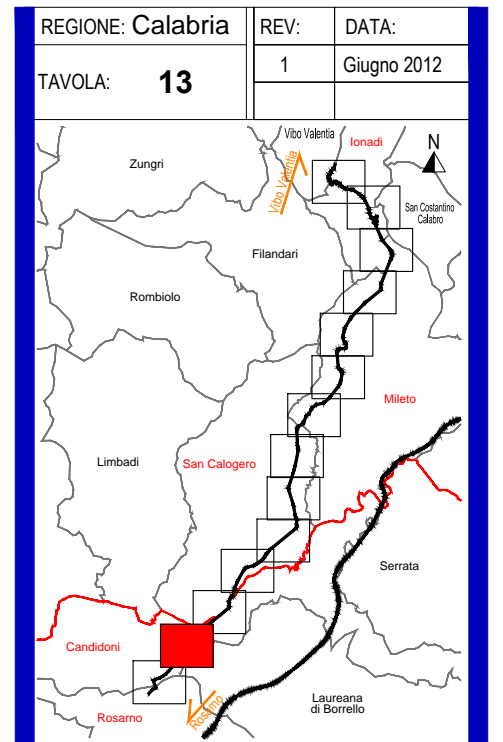 REGIONE: Calabria
REV:
DATA:
TAVOLA: 13
1
Giugno 2012
Vibo Valentia
Ionadi
N
Zungri
Vibo Valentia
San Costantino
Calabro
Filandari
Rombiolo
Mileto
Limbadi
San Calogero
Serrata
Candidoni
Laureana
di Borrello
Rosarno
Rosarno